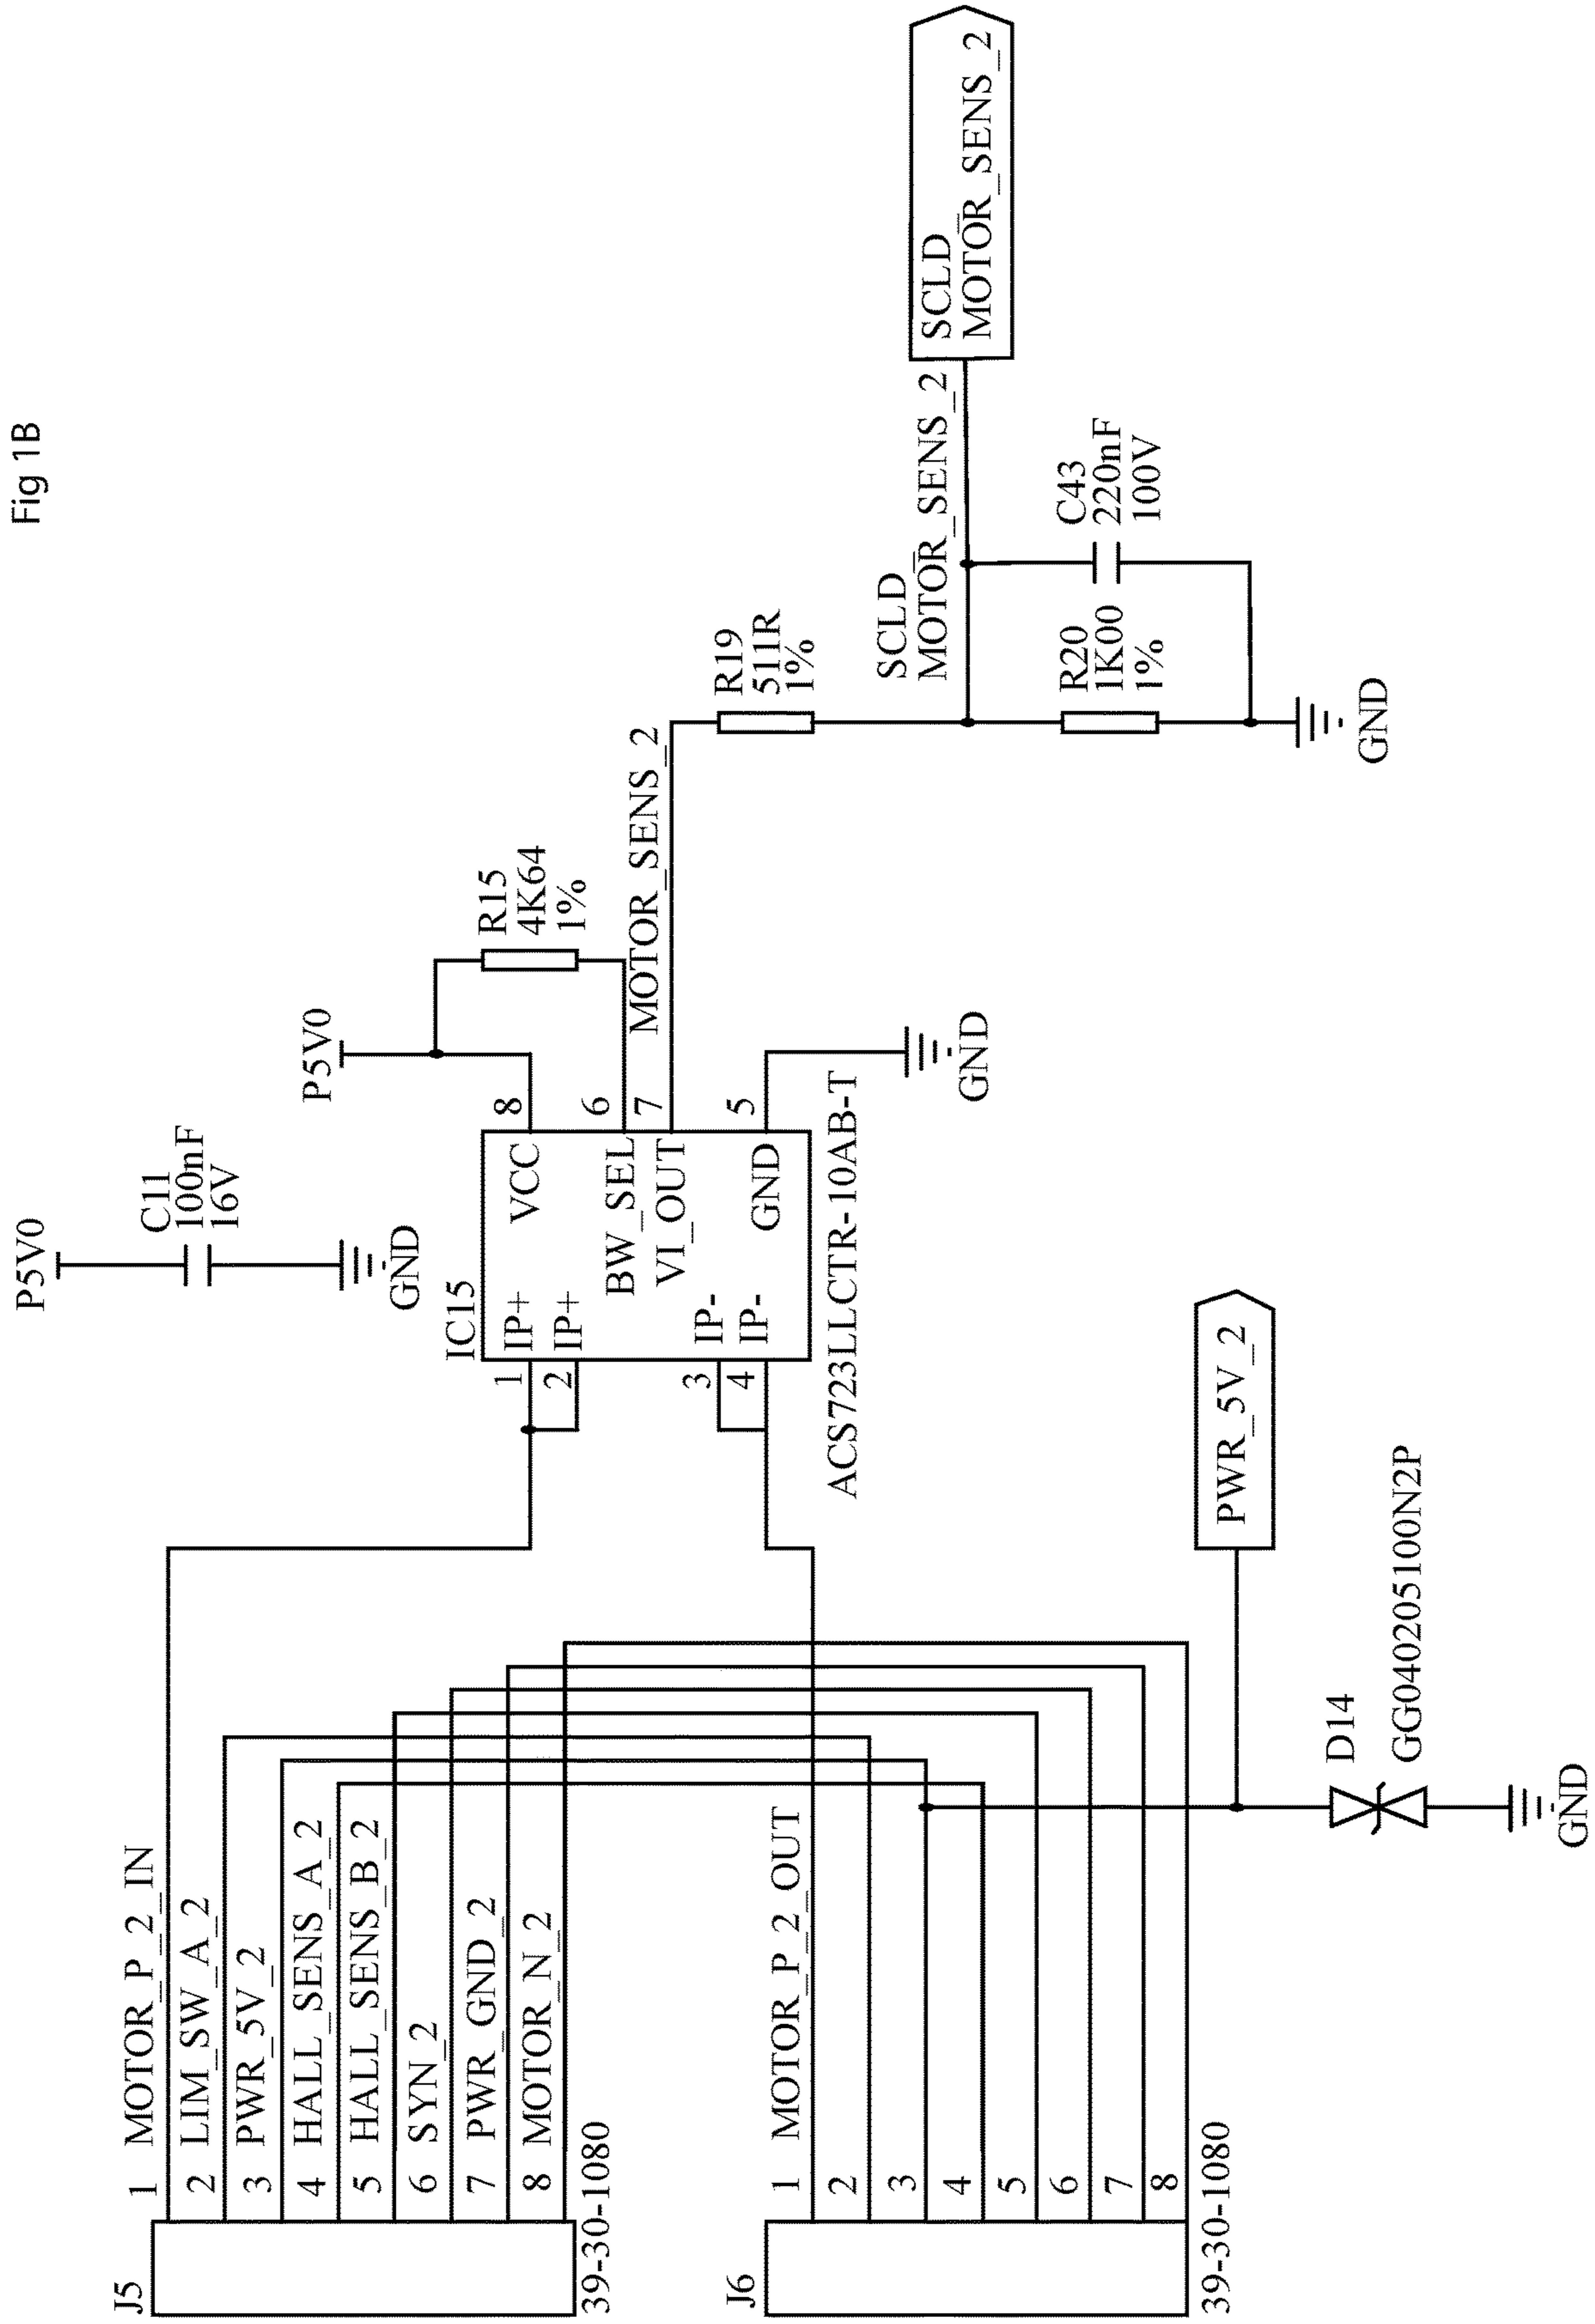 Fig 1B
P5V0
C11
100nF
16V
GND
P5V0
R15
4K64
1%
IC15
1
IP+
2
IP+
3
IP-
4
IP-
VCC
8
BW_SEL
6
VI_OUT
7
GND
5
ACS723LLCTR-10AB-T
GND
MOTOR_SENS_2
R19
511R
1%
SCLD_
MOTOR_SENS_2
SCLD_
MOTOR_SENS_2
R20
1K00
1%
C43
220nF
100V
GND
J5
1 MOTOR_P_2_IN
2 LIM_SW_A_2
3 PWR_5V_2
4 HALL_SENS_A_2
5 HALL_SENS_B_2
6 SYN_2
7 PWR_GND_2
8 MOTOR_N_2
39-30-1080
J6
1 MOTOR_P_2_OUT
2
3
4
5
6
7
8
39-30-1080
PWR_5V_2
D14
GG0402051​00N2P
GND